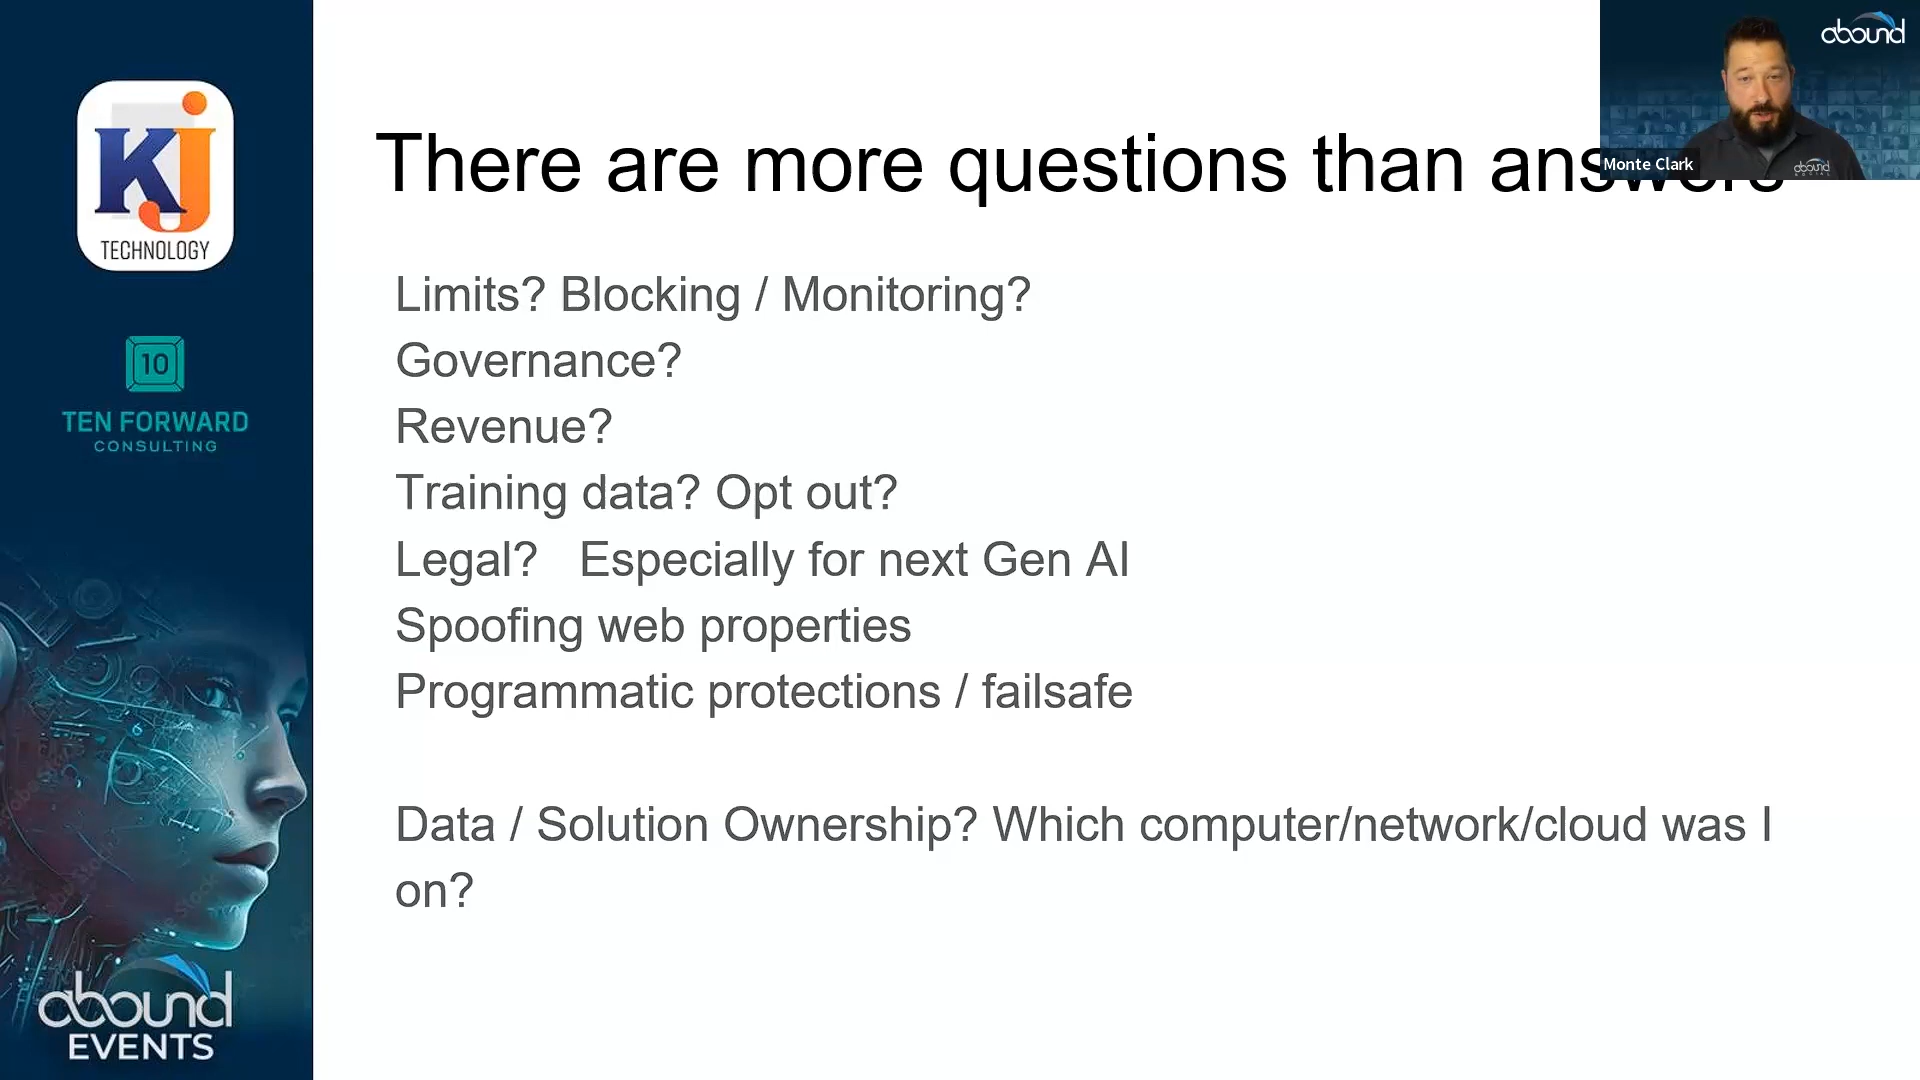 KJ
TECHNOLOGY
10
TEN FORWARD
CONSULTING
abound
EVENTS
There are more questions than answers
Limits? Blocking / Monitoring?
Governance?
Revenue?
Training data? Opt out?
Legal?   Especially for next Gen AI
Spoofing web properties
Programmatic protections / failsafe
Data / Solution Ownership? Which computer/network/cloud was I
on?
abound
Monte Clark
abound